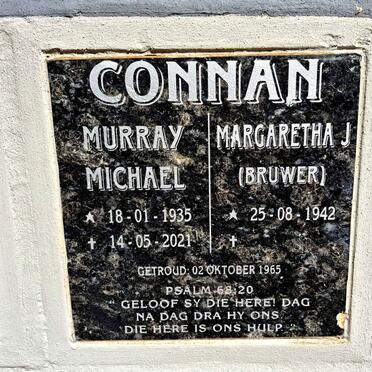 CONNAN
MURRAY
MICHAEL
★ 18 - 01 - 1935
✝ 14 - 05 - 2021
MARGARETHA J
(BRUWER)
★ 25 - 08 - 1942
✝
GETROUD: 02 OKTOBER 1965
PSALM 68:20
" GELOOF SY DIE HERE! DAG
NA DAG DRA HY ONS.
DIE HERE IS ONS HULP. "